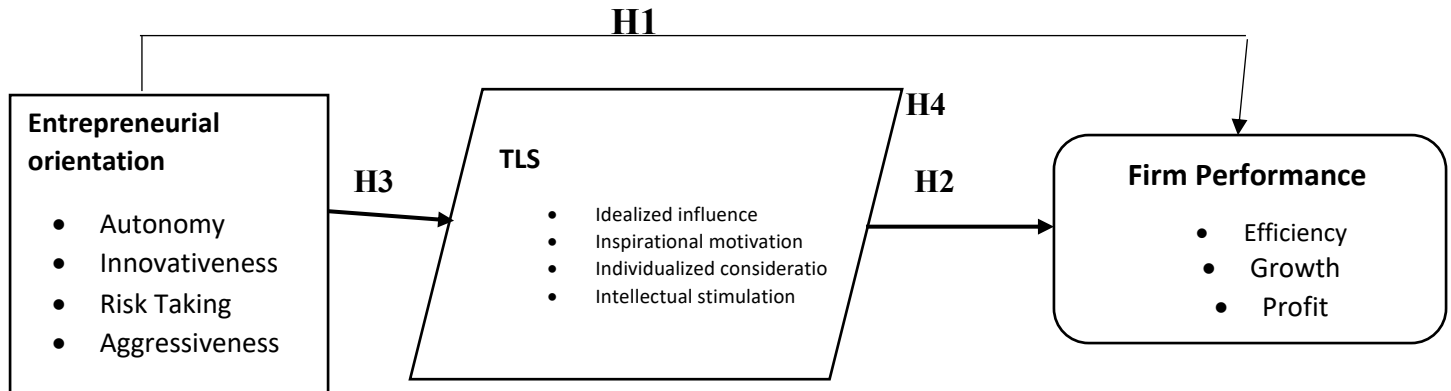 H1
Entrepreneurial
orientation
• Autonomy
• Innovativeness
• Risk Taking
• Aggressiveness
H3
TLS
• Idealized influence
• Inspirational motivation
• Individualized consideratio
• Intellectual stimulation
H4
H2
Firm Performance
• Efficiency
• Growth
• Profit